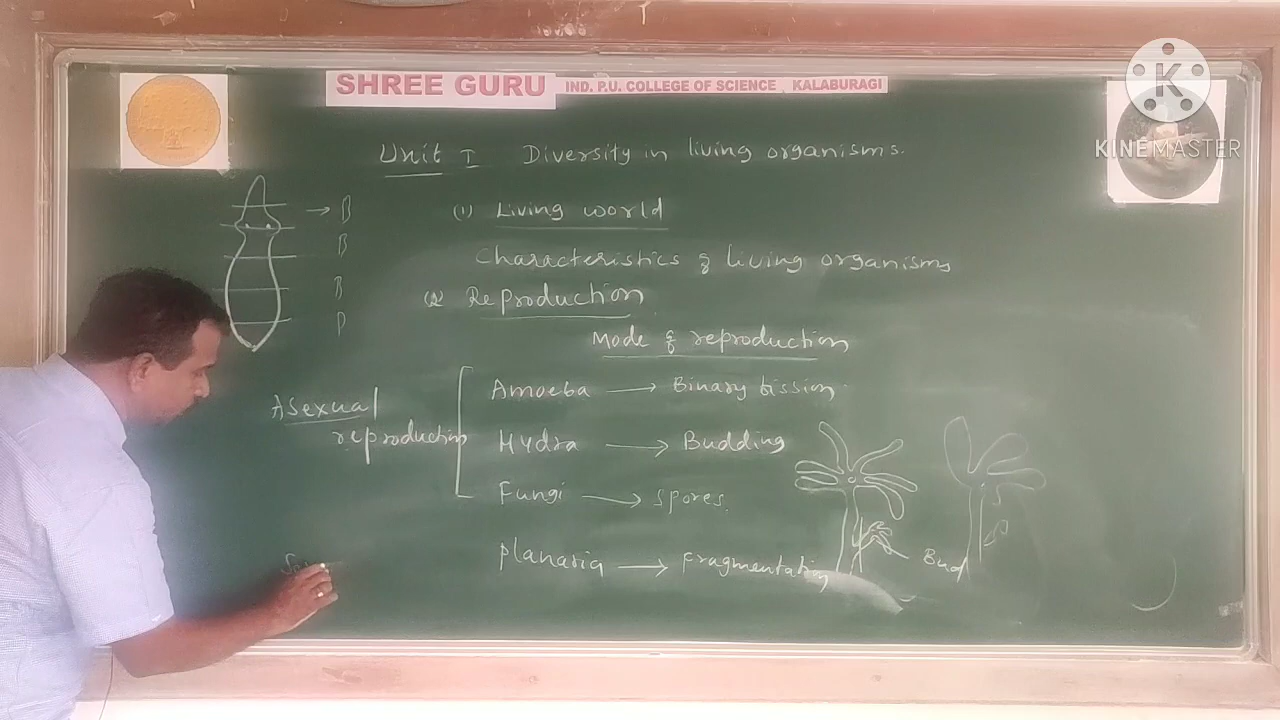 SHREE GURU IND. P.U. COLLEGE OF SCIENCE, KALABURAGI
KINEMASTER
Unit I Diversity in living organisms.
(1) Living world
Characteristics of living organisms
(2) Reproduction
Mode of reproduction
Asexual reproduction
Amoeba → Binary fission
Hydra → Budding
Fungi → spores.
planaria → Fragmentation
Bud
B
B
B